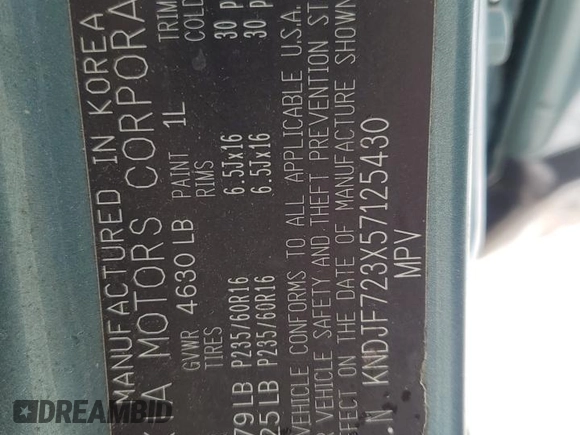 MANUFACTURED IN KOREA
A MOTORS CORPORA
GVWR 4630 LB PAINT 1L TRIM
TIRES RIMS COLD
79 LB P235/60R16 6.5Jx16 30
25 LB P235/60R16 6.5Jx16 30
VEHICLE CONFORMS TO ALL APPLICABLE U.S.A.
VEHICLE SAFETY AND THEFT PREVENTION ST
FFECT ON THE DATE OF MANUFACTURE SHOWN
.N KNDJF723X57125430
MPV
DREAMBID